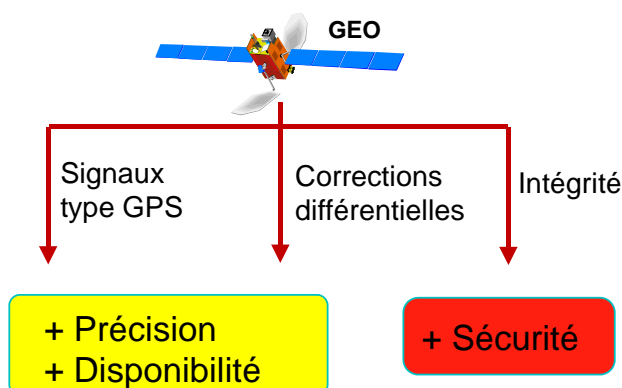 GEO
Signaux
type GPS
Corrections
différentielles
Intégrité
+ Précision
+ Disponibilité
+ Sécurité